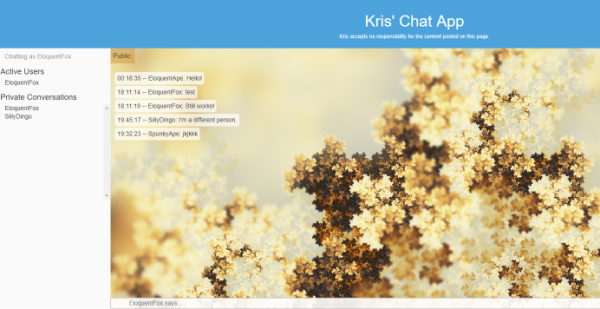 Kris' Chat App
Kris accepts no responsibility for the content posted on this page.
Chatting as EloquentFox
Public
Active Users
EloquentFox
Private Conversations
EloquentFox
SillyDingo
00:16:35 -- EloquentApe: Hello!
18:11:14 -- EloquentFox: test
18:11:19 -- EloquentFox: Still works!
19:45:17 -- SillyDingo: I'm a different person.
19:32:23 -- SpunkyApe: jkjkkk
EloquentFox says...